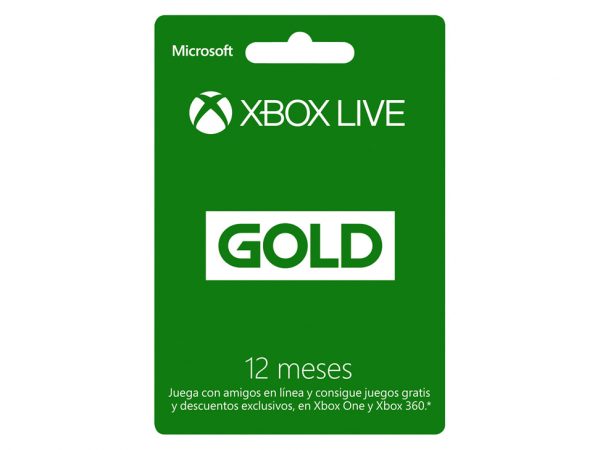 Microsoft
XBOX LIVE
GOLD
12 meses
Juega con amigos en línea y consigue juegos gratis
y descuentos exclusivos, en Xbox One y Xbox 360.*